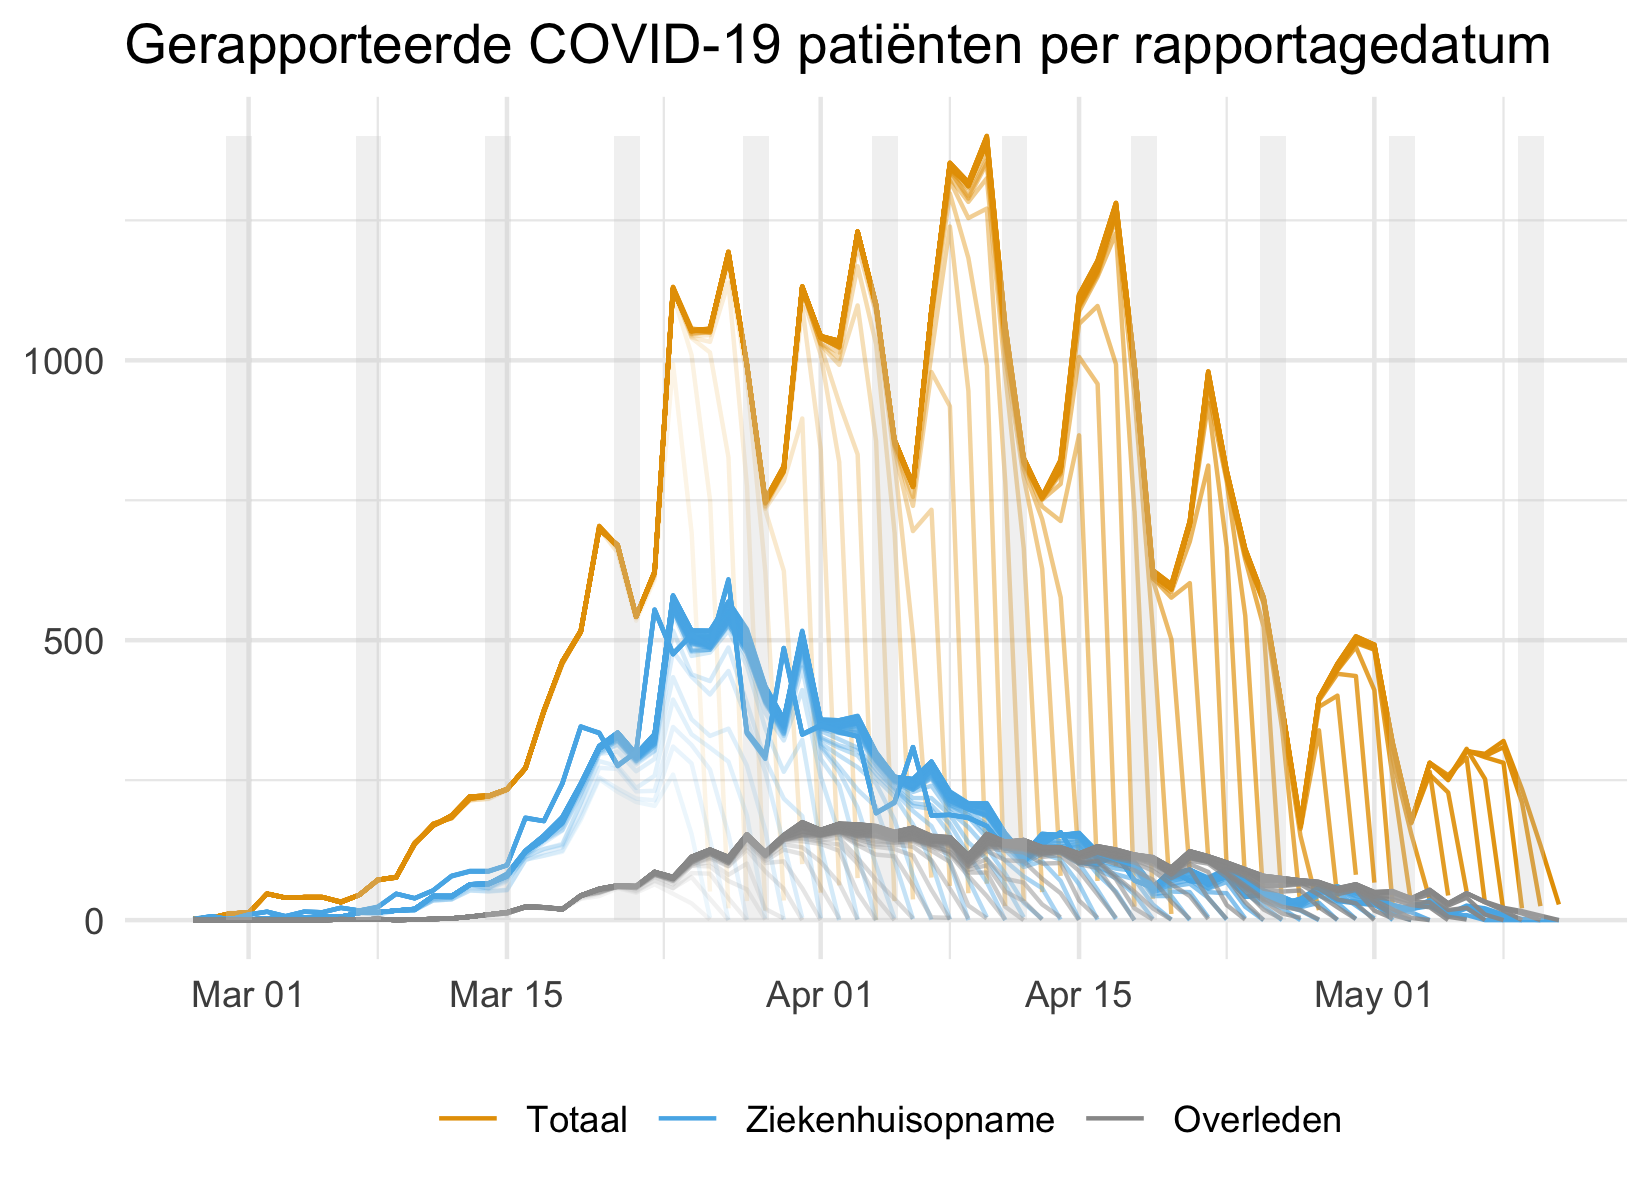 Gerapporteerde COVID-19 patiënten per rapportagedatum
1000
500
0
Mar 01 Mar 15 Apr 01 Apr 15 May 01
Totaal Ziekenhuisopname Overleden